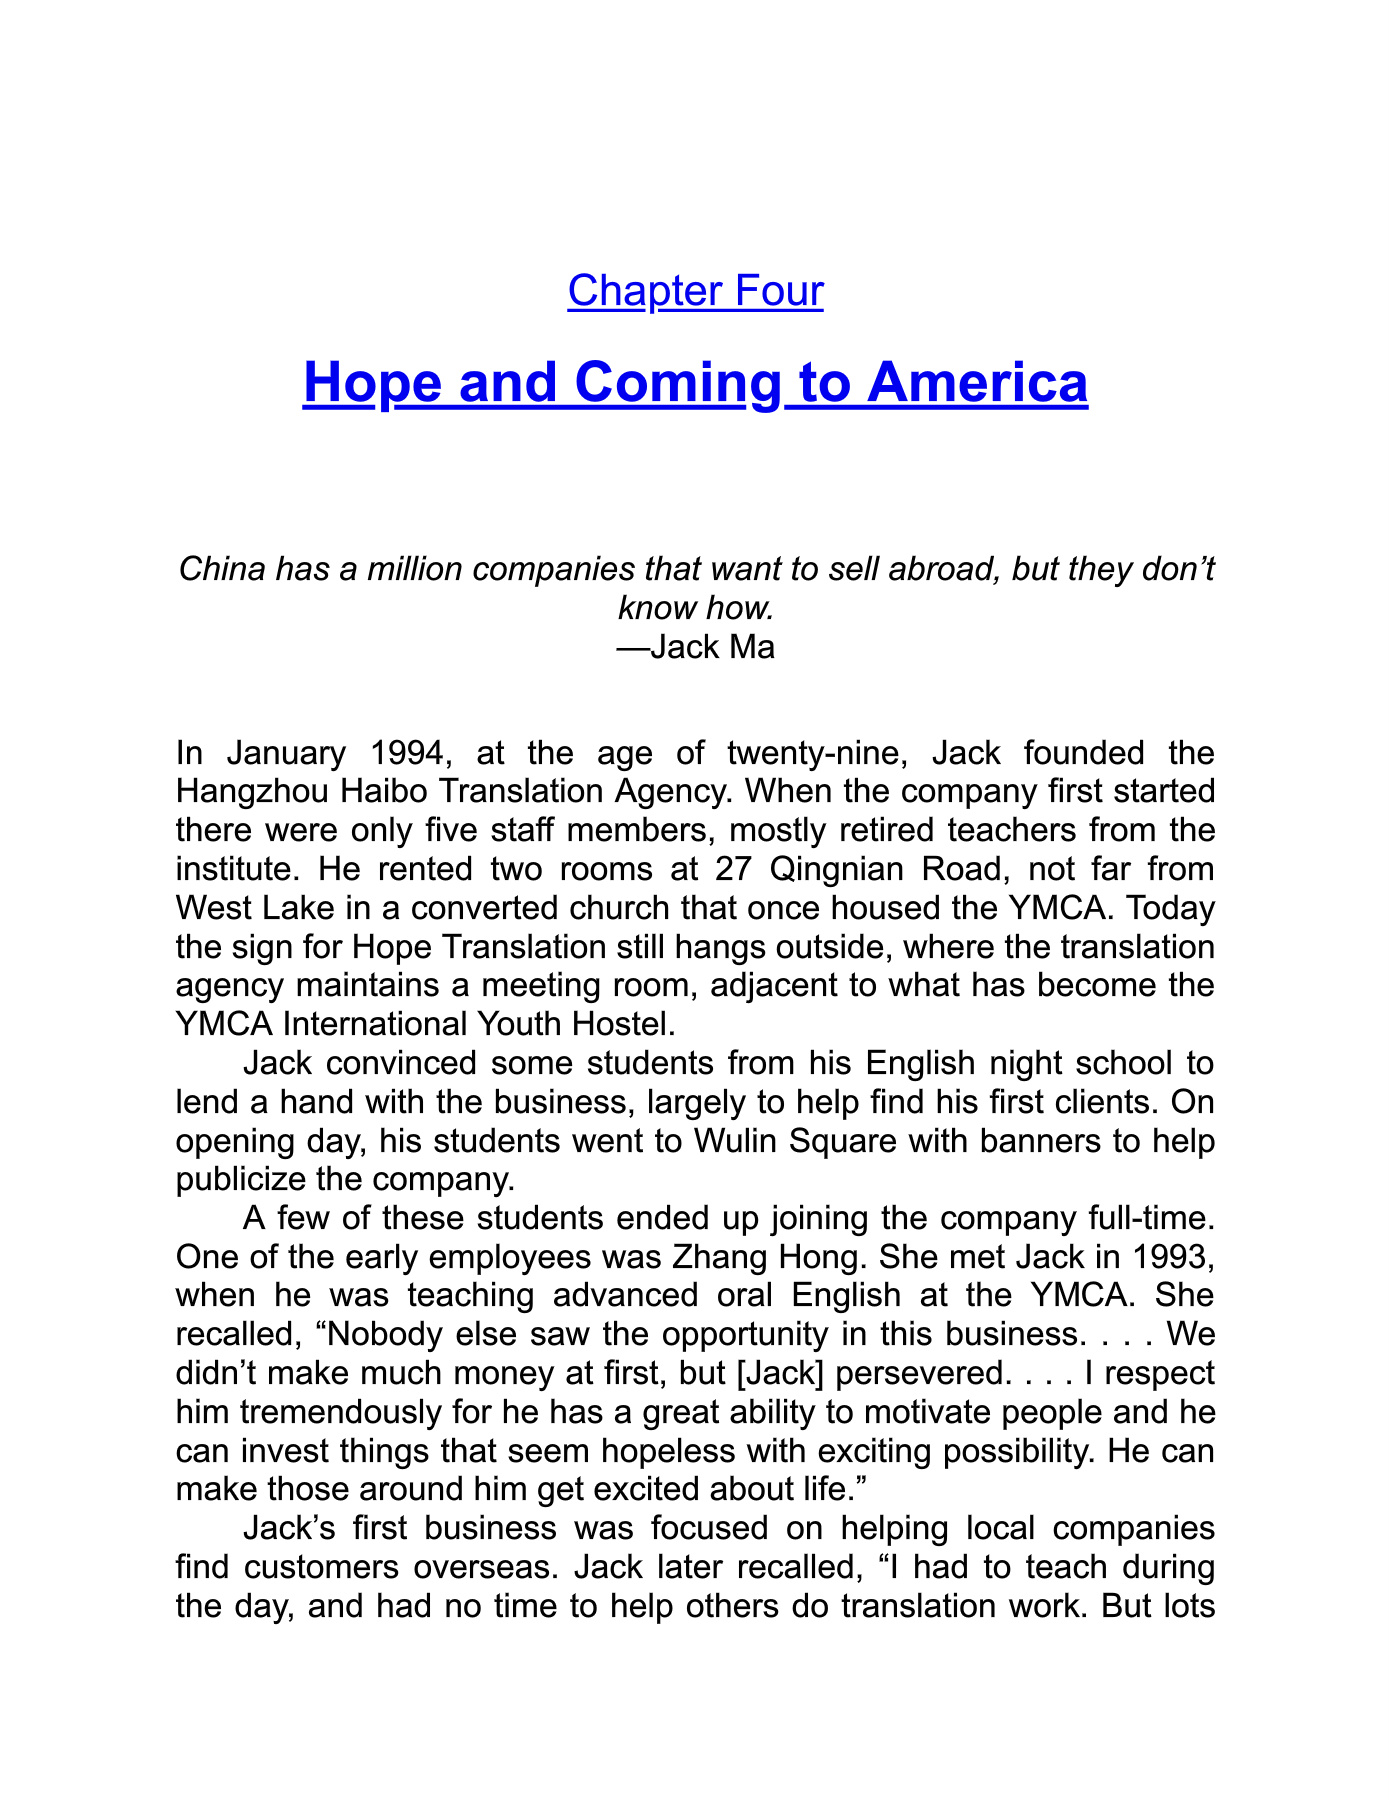 Chapter Four
Hope and Coming to America
China has a million companies that want to sell abroad, but they don’t
know how.
—Jack Ma
In January 1994, at the age of twenty-nine, Jack founded the
Hangzhou Haibo Translation Agency. When the company first started
there were only five staff members, mostly retired teachers from the
institute. He rented two rooms at 27 Qingnian Road, not far from
West Lake in a converted church that once housed the YMCA. Today
the sign for Hope Translation still hangs outside, where the translation
agency maintains a meeting room, adjacent to what has become the
YMCA International Youth Hostel.
Jack convinced some students from his English night school to
lend a hand with the business, largely to help find his first clients. On
opening day, his students went to Wulin Square with banners to help
publicize the company.
A few of these students ended up joining the company full-time.
One of the early employees was Zhang Hong. She met Jack in 1993,
when he was teaching advanced oral English at the YMCA. She
recalled, “Nobody else saw the opportunity in this business. . . . We
didn’t make much money at first, but [Jack] persevered. . . . I respect
him tremendously for he has a great ability to motivate people and he
can invest things that seem hopeless with exciting possibility. He can
make those around him get excited about life.”
Jack’s first business was focused on helping local companies
find customers overseas. Jack later recalled, “I had to teach during
the day, and had no time to help others do translation work. But lots